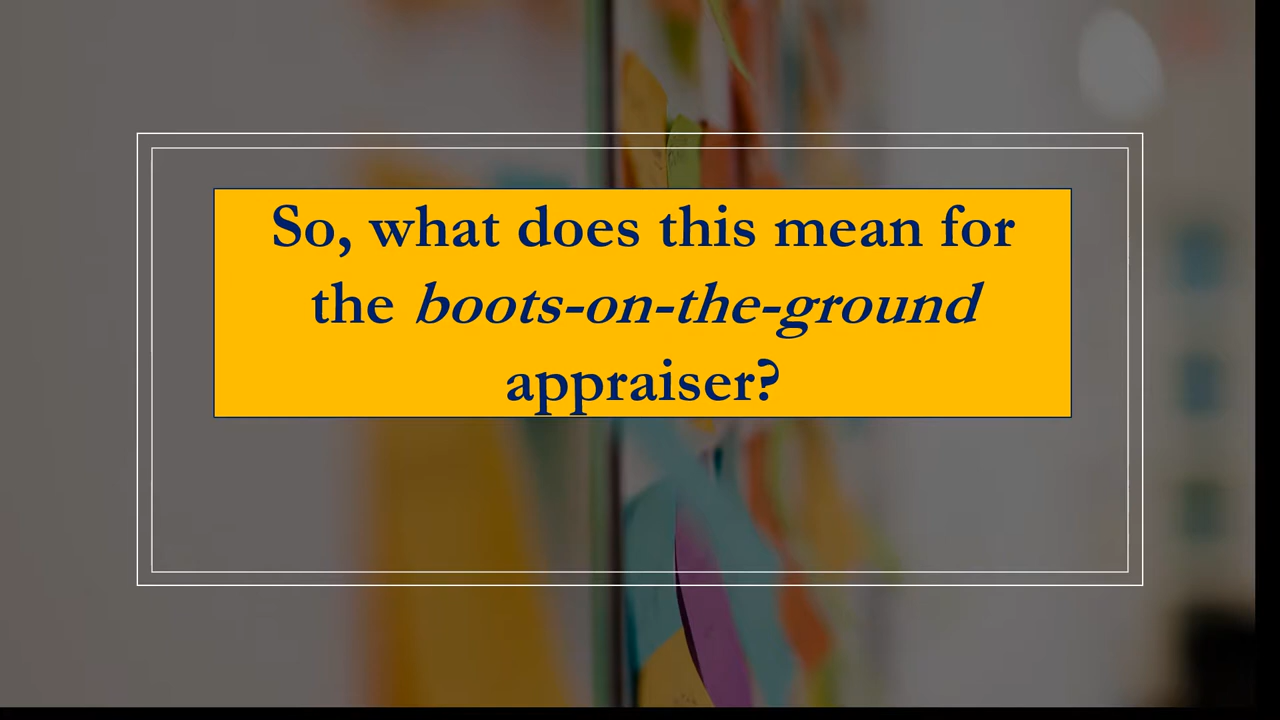 So, what does this mean for
the boots-on-the-ground
appraiser?